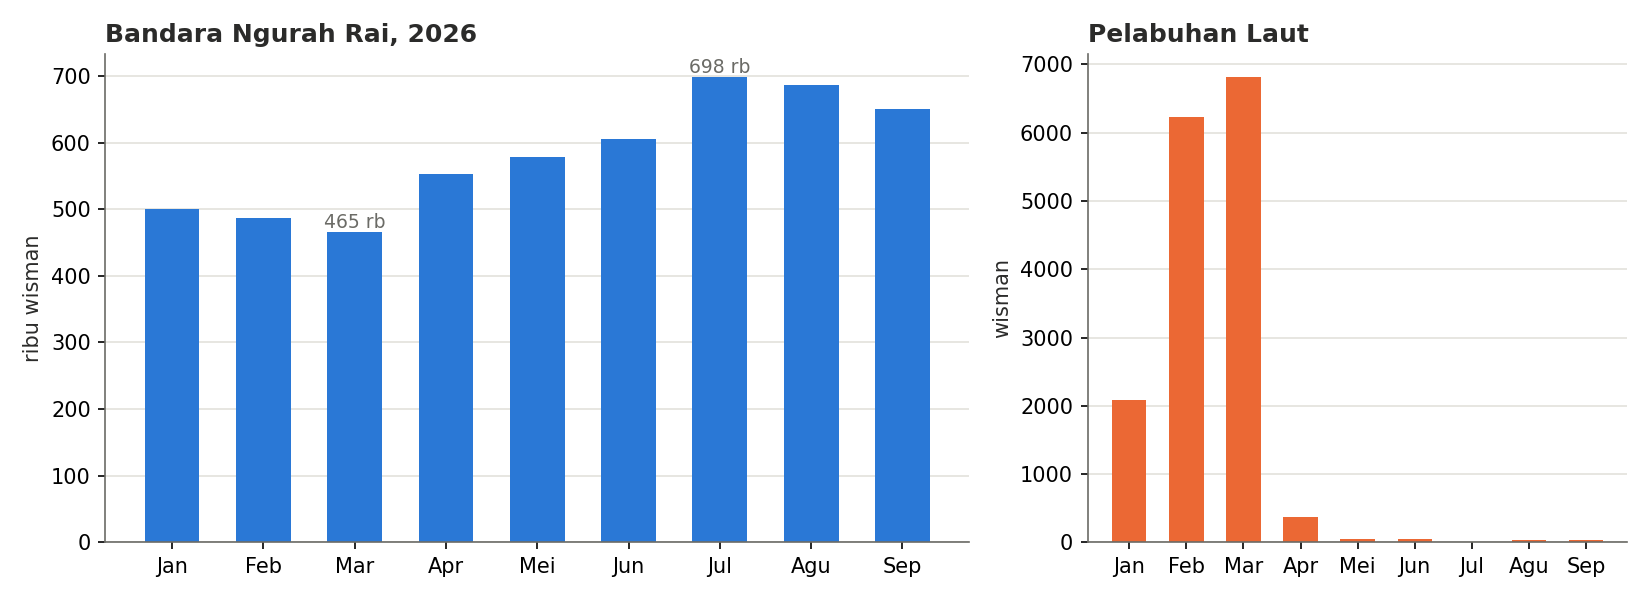 Bandara Ngurah Rai, 2026
ribu wisman
700
600
500
400
300
200
100
0
465 rb
698 rb
Jan Feb Mar Apr Mei Jun Jul Agu Sep
Pelabuhan Laut
wisman
7000
6000
5000
4000
3000
2000
1000
0
Jan Feb Mar Apr Mei Jun Jul Agu Sep